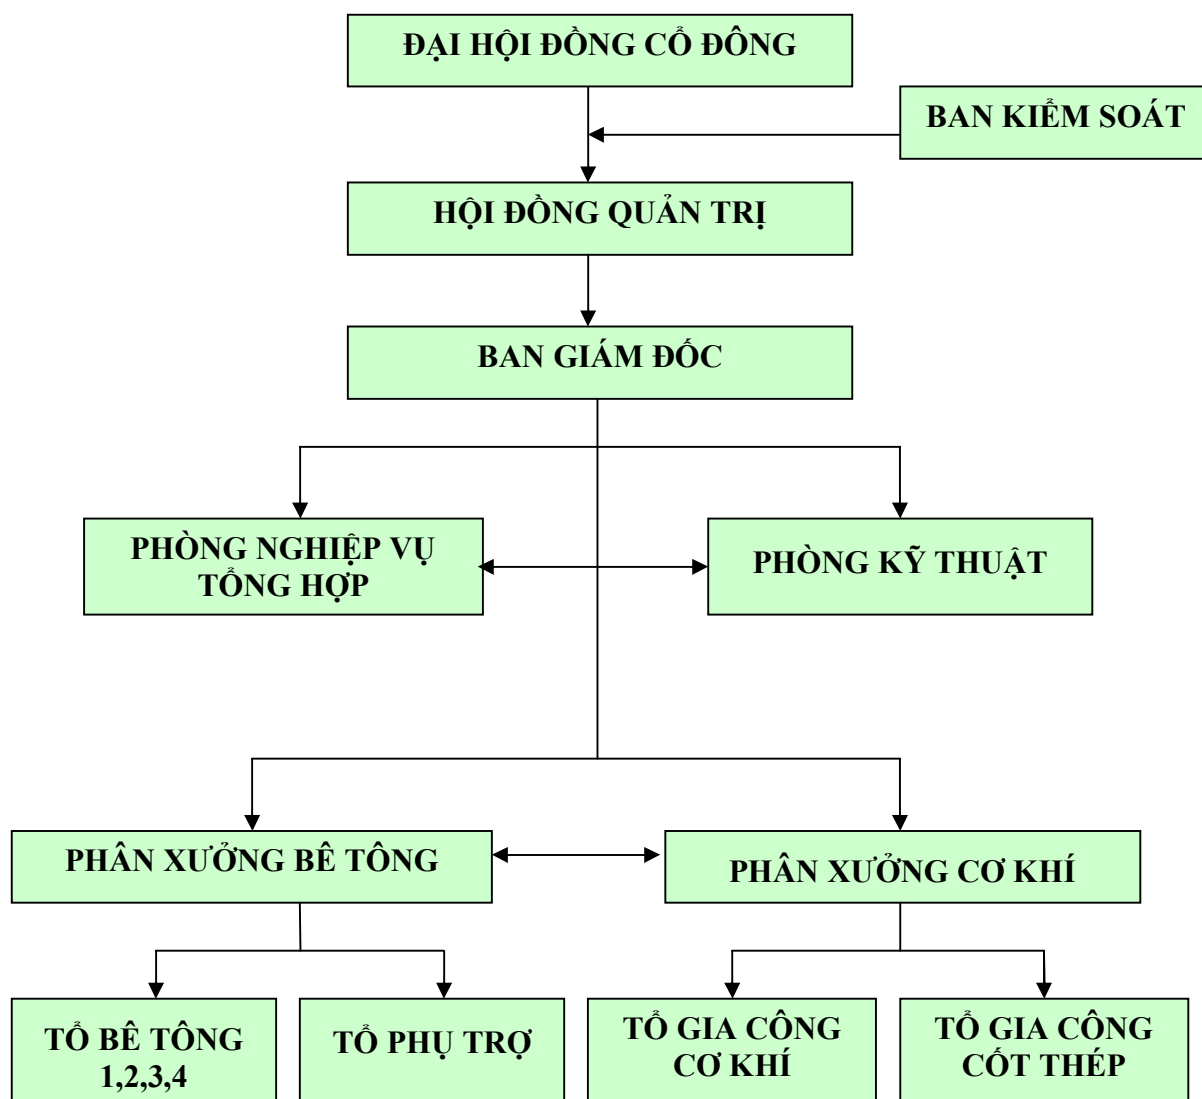 ĐẠI HỘI ĐỒNG CỔ ĐÔNG
BAN KIỂM SOÁT
HỘI ĐỒNG QUẢN TRỊ
BAN GIÁM ĐỐC
PHÒNG NGHIỆP VỤ
TỔNG HỢP
PHÒNG KỸ THUẬT
PHÂN XƯỞNG BÊ TÔNG
PHÂN XƯỞNG CƠ KHÍ
TỔ BÊ TÔNG
1,2,3,4
TỔ PHỤ TRỢ
TỔ GIA CÔNG
CƠ KHÍ
TỔ GIA CÔNG
CỐT THÉP